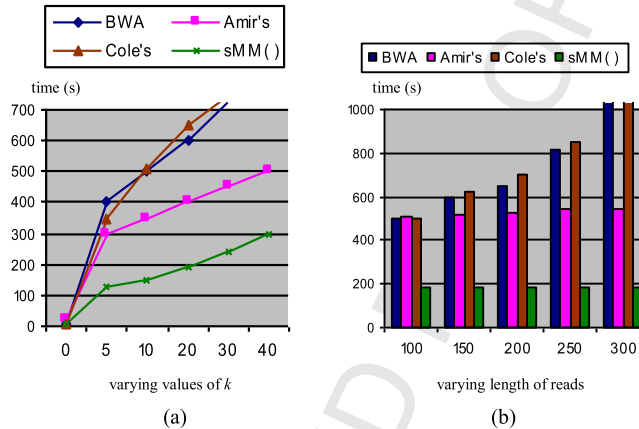 BWA Amir's
Cole's sMM( )
time (s)
700
600
500
400
300
200
100
0
0 5 10 20 30 40
varying values of k
(a)
BWA Amir's Cole's sMM( )
time (s)
1000
800
600
400
200
0
100 150 200 250 300
varying length of reads
(b)